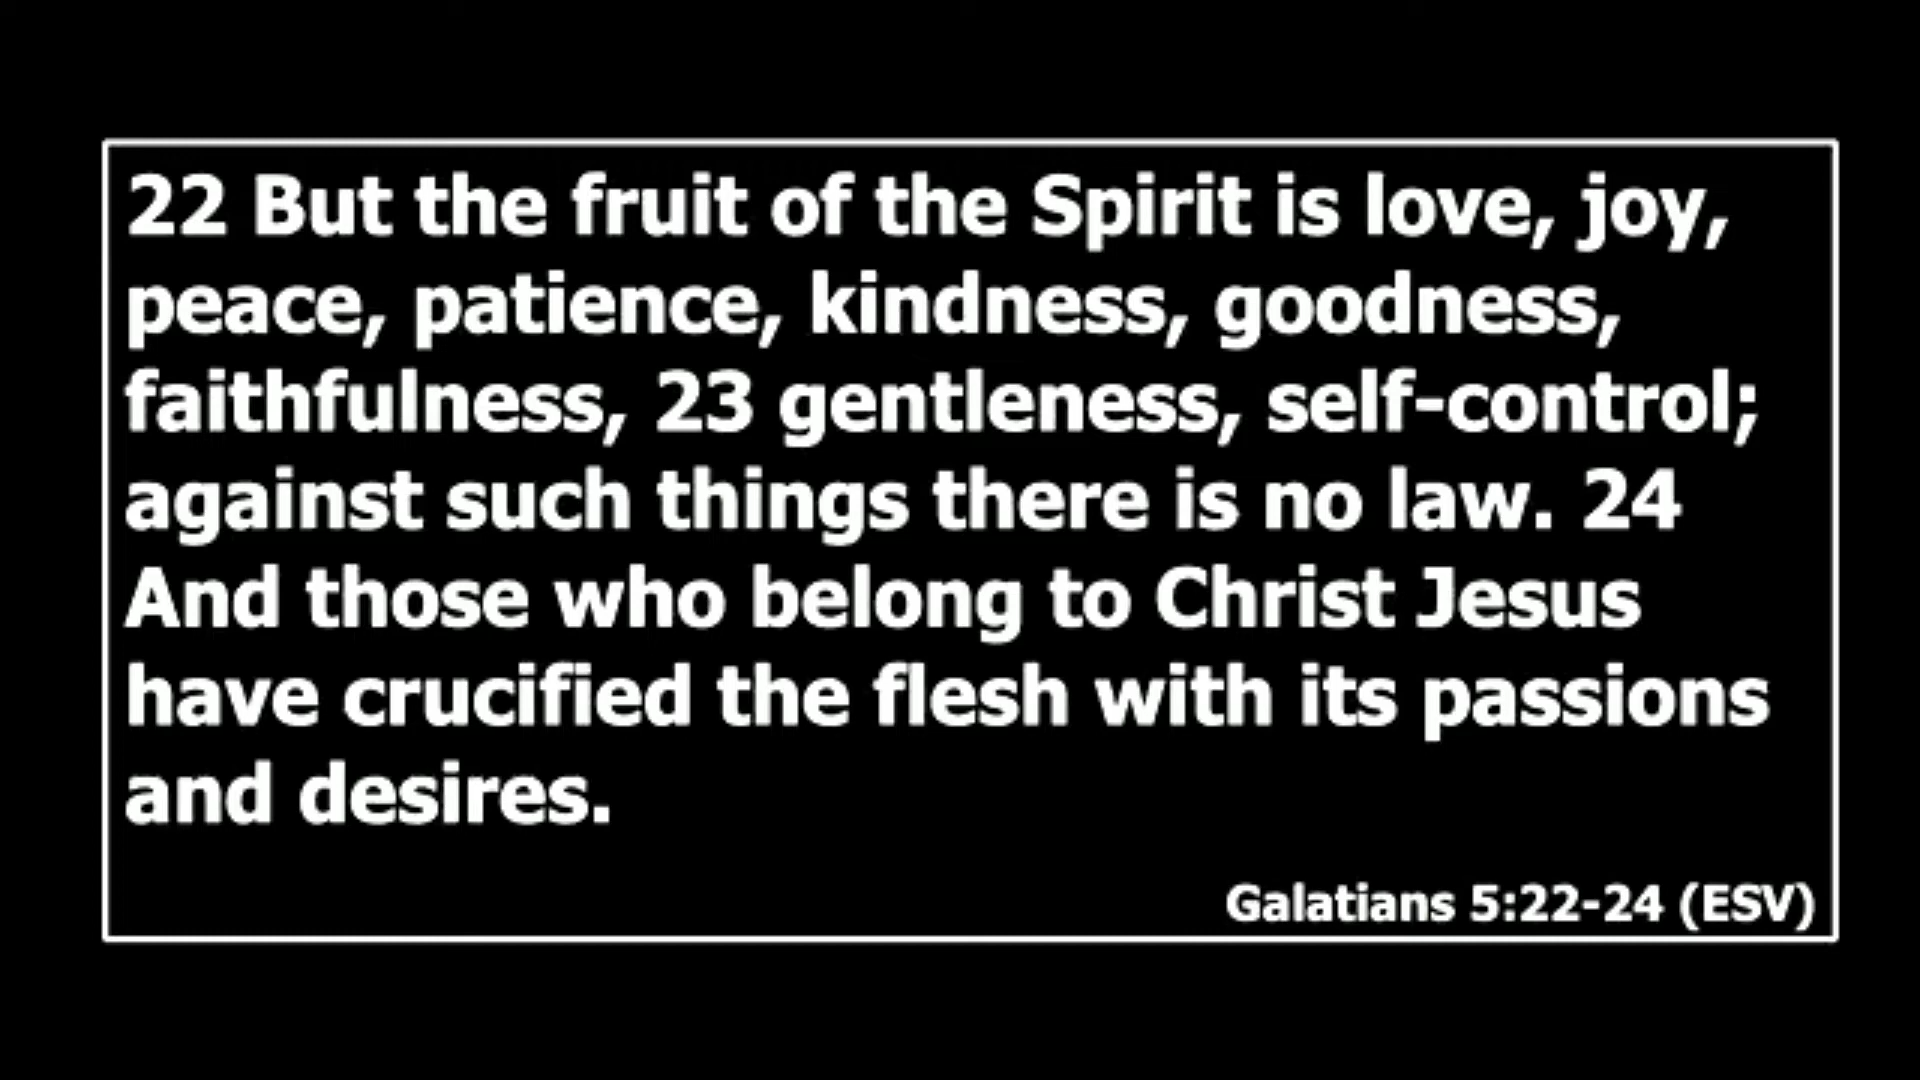 22 But the fruit of the Spirit is love, joy,
peace, patience, kindness, goodness,
faithfulness, 23 gentleness, self-control;
against such things there is no law. 24
And those who belong to Christ Jesus
have crucified the flesh with its passions
and desires.
Galatians 5:22-24 (ESV)